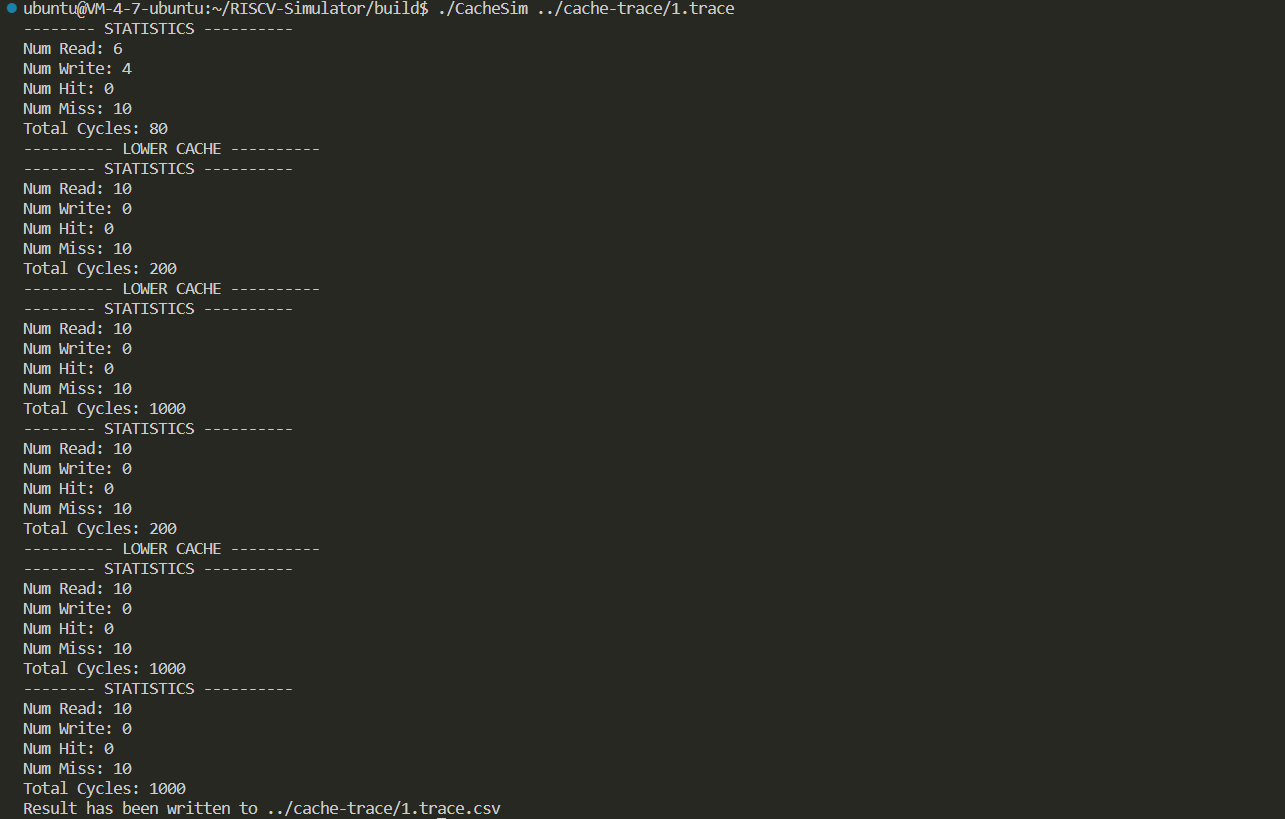 ubuntu@VM-4-7-ubuntu:~/RISCV-Simulator/build$ ./CacheSim ../cache-trace/1.trace
-------- STATISTICS ----------
Num Read: 6
Num Write: 4
Num Hit: 0
Num Miss: 10
Total Cycles: 80
---------- LOWER CACHE ----------
-------- STATISTICS ----------
Num Read: 10
Num Write: 0
Num Hit: 0
Num Miss: 10
Total Cycles: 200
---------- LOWER CACHE ----------
-------- STATISTICS ----------
Num Read: 10
Num Write: 0
Num Hit: 0
Num Miss: 10
Total Cycles: 1000
-------- STATISTICS ----------
Num Read: 10
Num Write: 0
Num Hit: 0
Num Miss: 10
Total Cycles: 200
---------- LOWER CACHE ----------
-------- STATISTICS ----------
Num Read: 10
Num Write: 0
Num Hit: 0
Num Miss: 10
Total Cycles: 1000
-------- STATISTICS ----------
Num Read: 10
Num Write: 0
Num Hit: 0
Num Miss: 10
Total Cycles: 1000
Result has been written to ../cache-trace/1.trace.csv